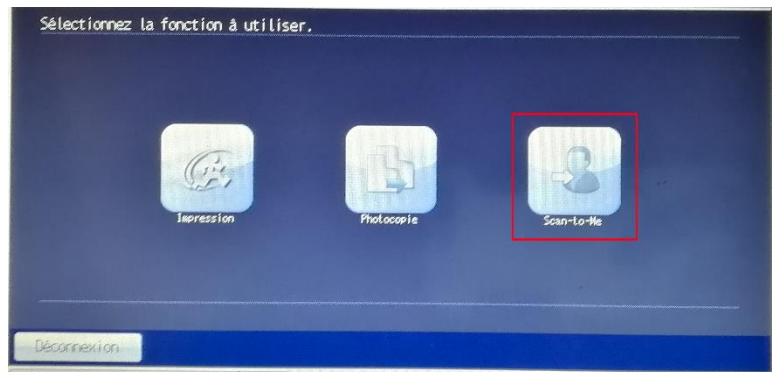 Sélectionnez la fonction à utiliser.
Impression
Photocopie
Scan-to-Me
Déconnexion